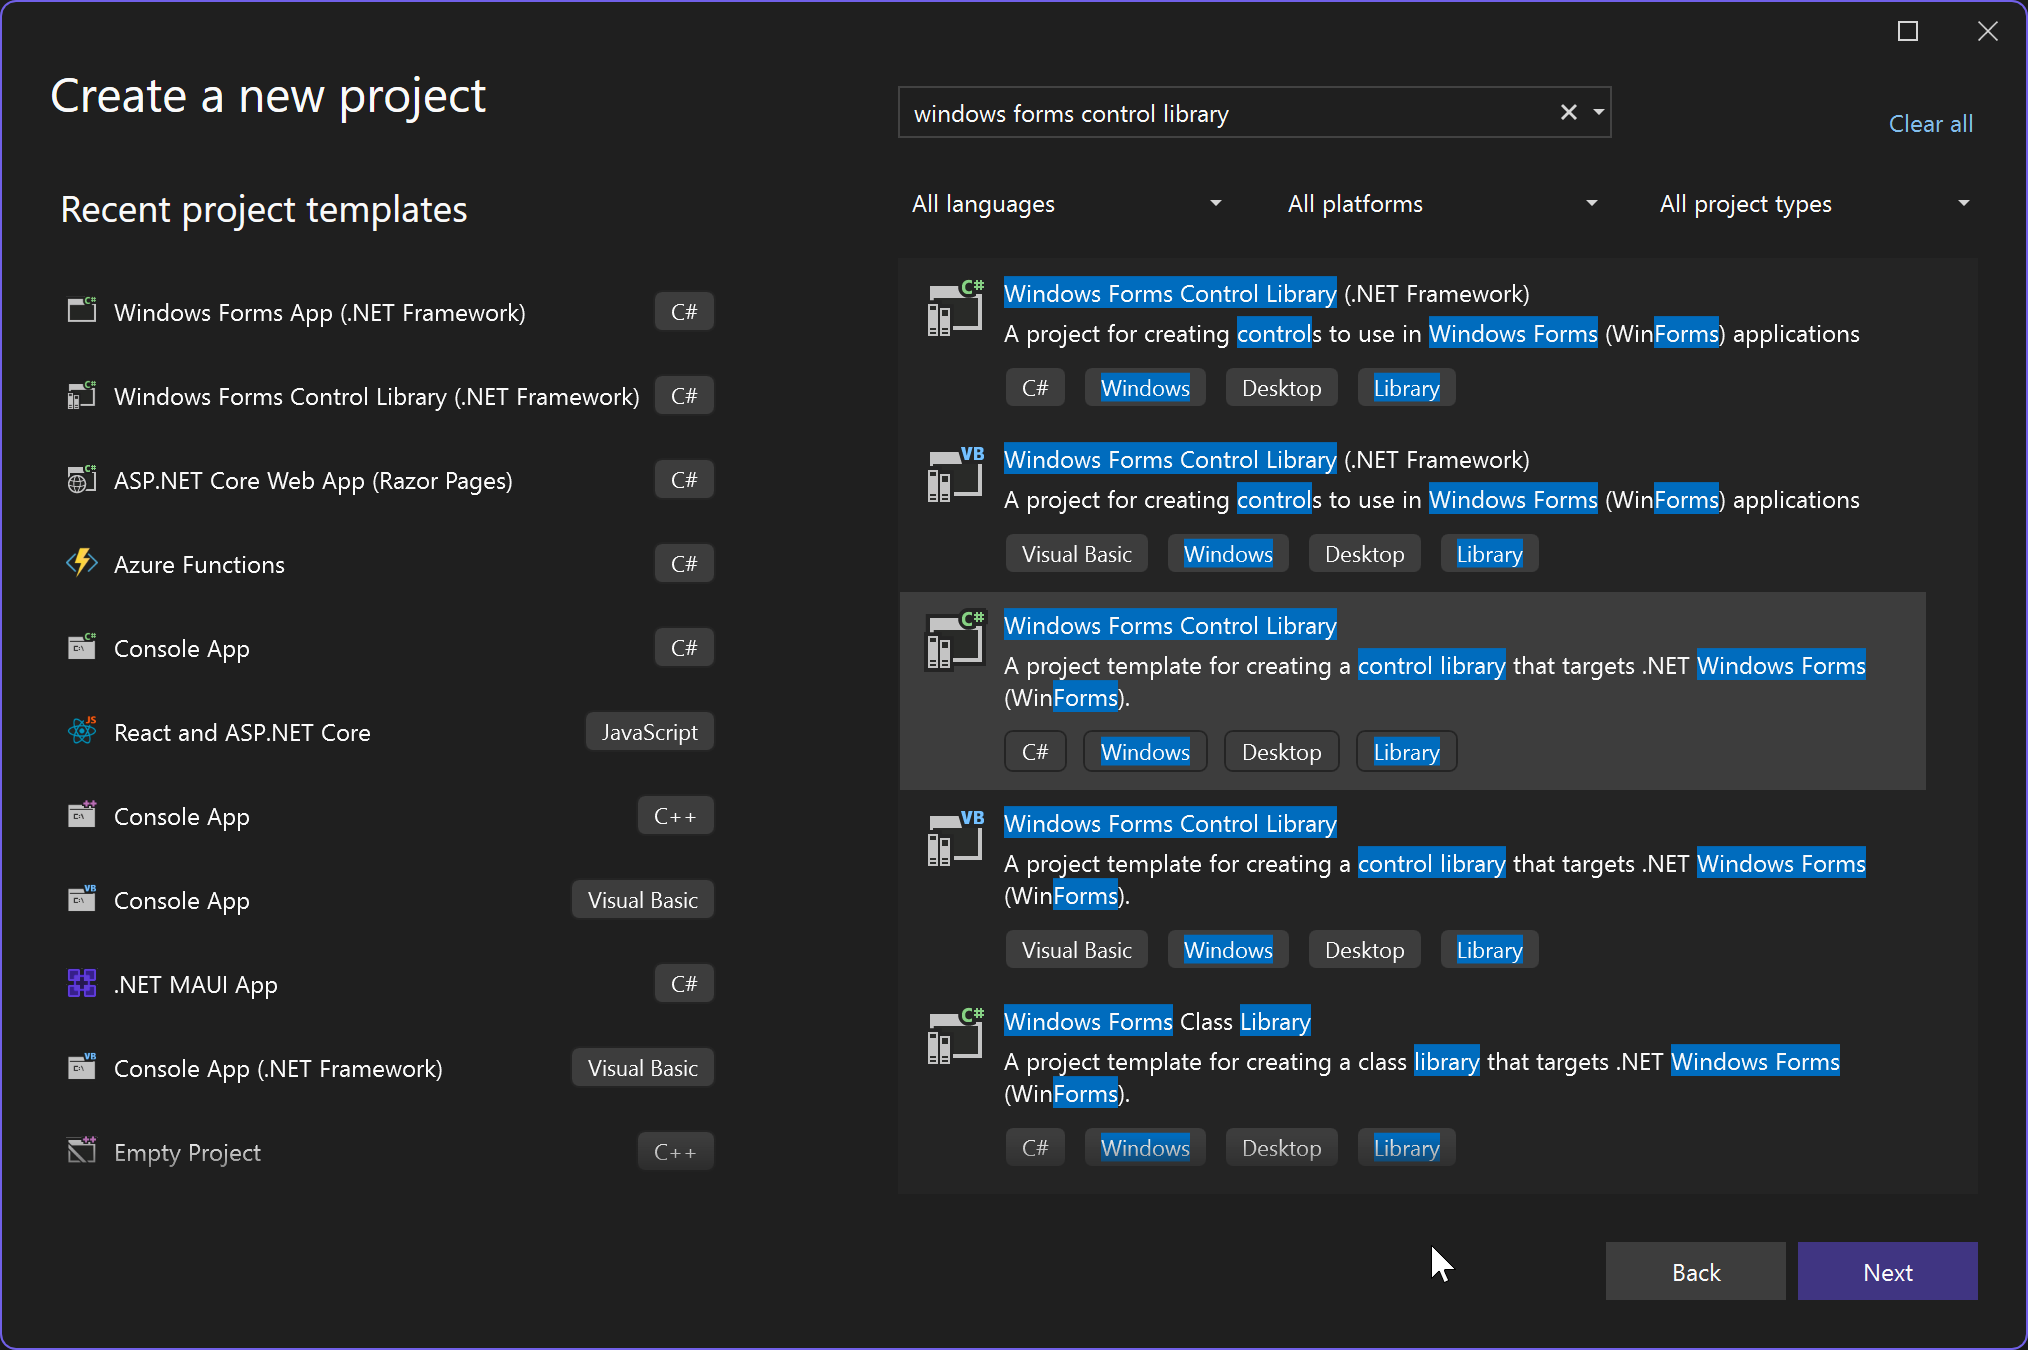 Create a new project
windows forms control library
Clear all
Recent project templates
All languages
All platforms
All project types
Windows Forms App (.NET Framework) C#
Windows Forms Control Library (.NET Framework) C#
ASP.NET Core Web App (Razor Pages) C#
Azure Functions C#
Console App C#
React and ASP.NET Core JavaScript
Console App C++
Console App Visual Basic
.NET MAUI App C#
Console App (.NET Framework) Visual Basic
Empty Project C++
C#
Windows Forms Control Library (.NET Framework)
A project for creating controls to use in Windows Forms (WinForms) applications
C# Windows Desktop Library
VB
Windows Forms Control Library (.NET Framework)
A project for creating controls to use in Windows Forms (WinForms) applications
Visual Basic Windows Desktop Library
C#
Windows Forms Control Library
A project template for creating a control library that targets .NET Windows Forms
(WinForms).
C# Windows Desktop Library
VB
Windows Forms Control Library
A project template for creating a control library that targets .NET Windows Forms
(WinForms).
Visual Basic Windows Desktop Library
C#
Windows Forms Class Library
A project template for creating a class library that targets .NET Windows Forms
(WinForms).
C# Windows Desktop Library
Back
Next